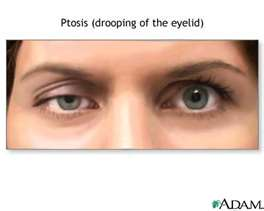 Ptosis (drooping of the eyelid)
ADAM.